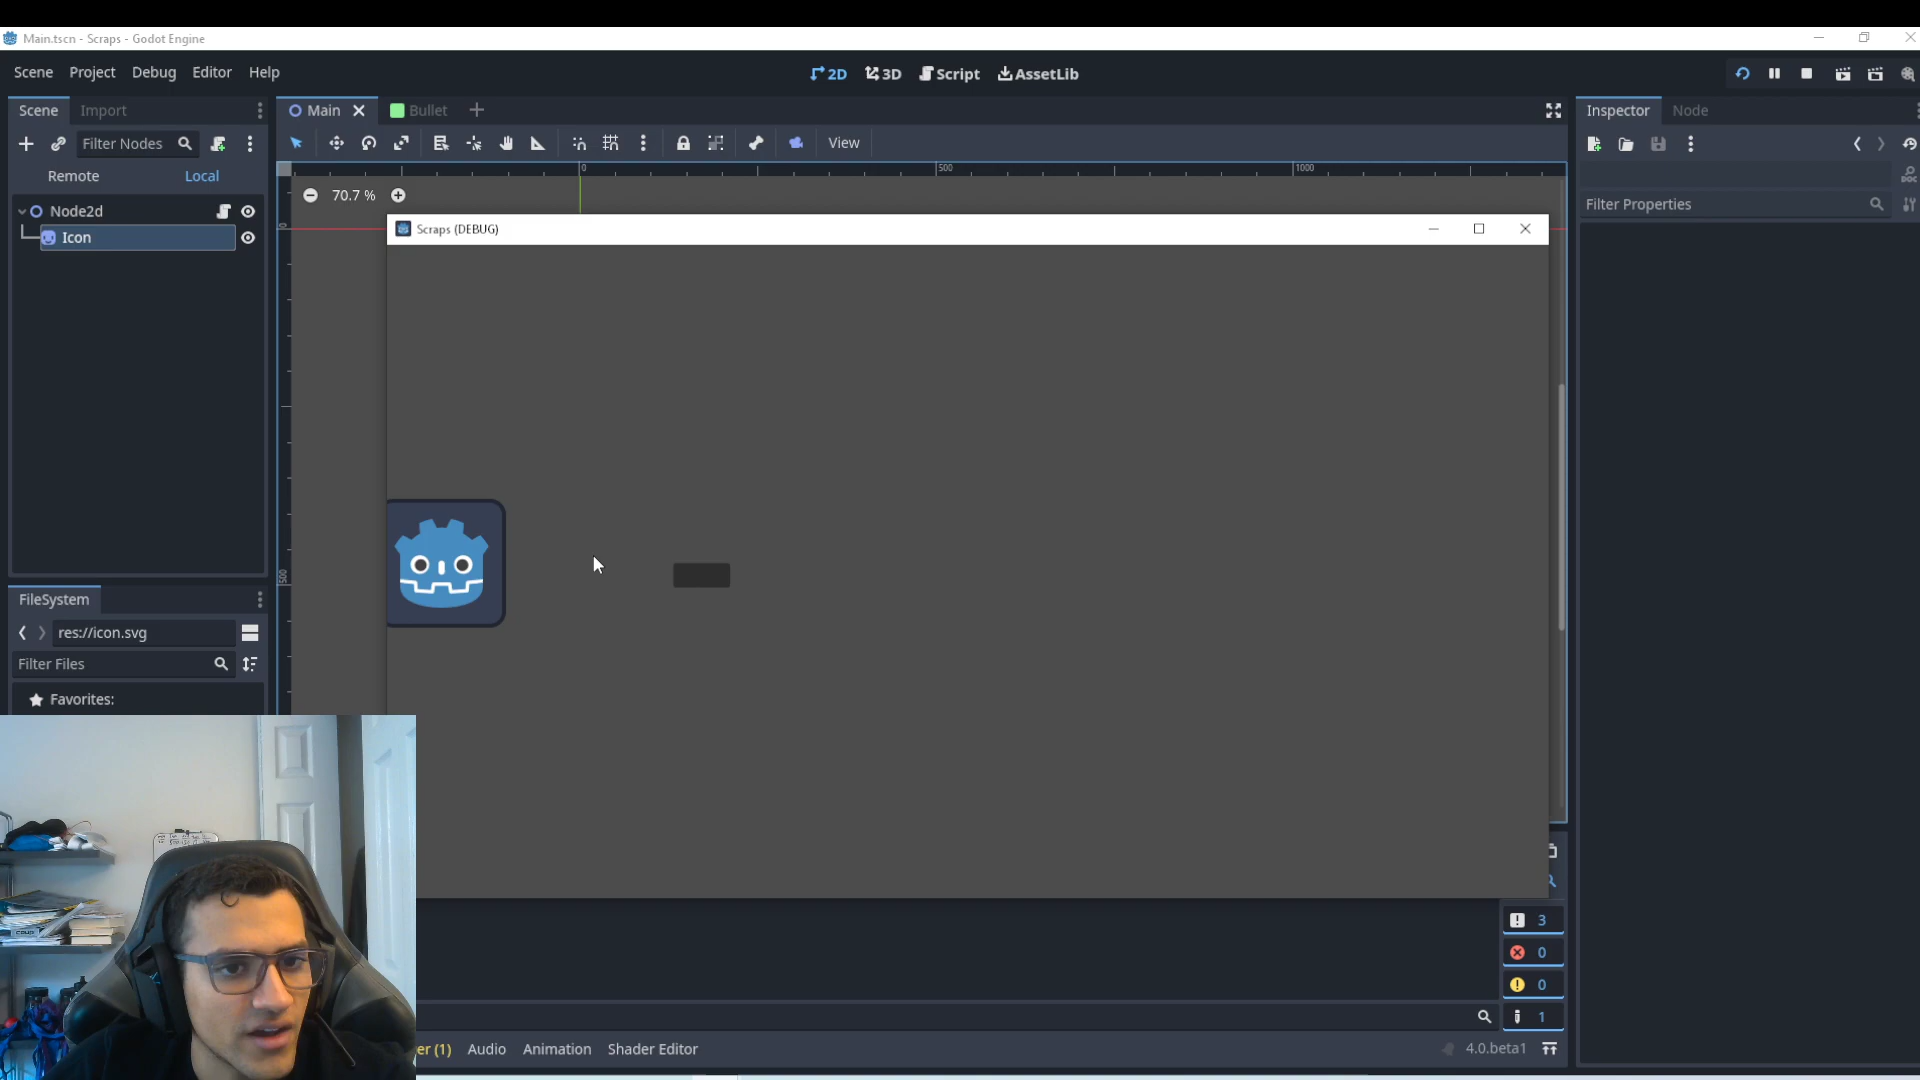 Main.tscn - Scraps - Godot Engine
Scene Project Debug Editor Help
2D 3D Script AssetLib
Scene Import
Main Bullet
Inspector Node
Filter Nodes
View
Remote Local
0 500 1000
70.7 %
Node2d
Icon
Filter Properties
Scraps (DEBUG)
500
FileSystem
res://icon.svg
Filter Files
Favorites:
3
0
0
1
er (1) Audio Animation Shader Editor
4.0.beta1